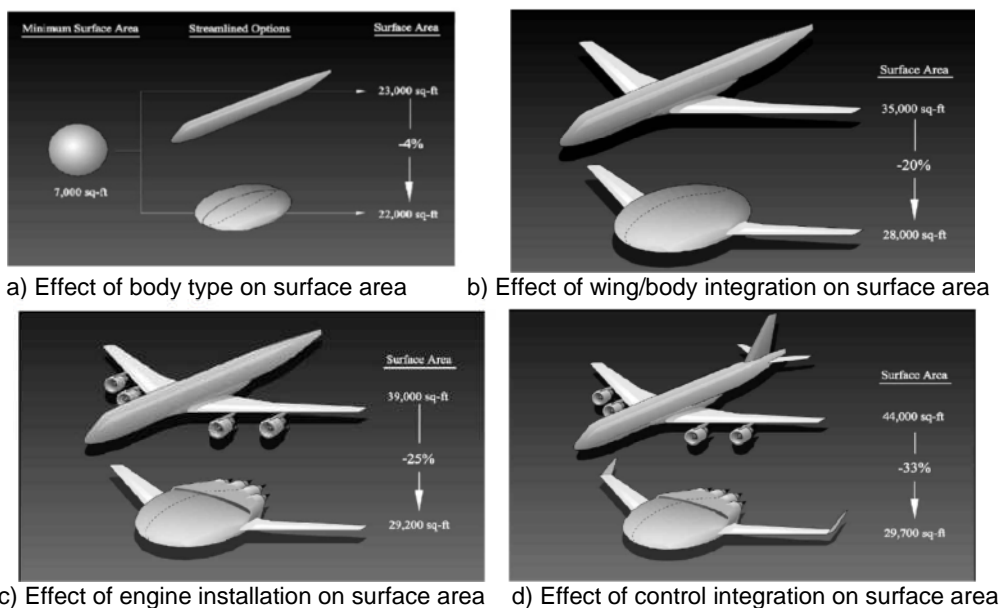 Minimum Surface Area
Streamlined Options
Surface Area
23,000 sq-ft
-4%
7,000 sq-ft
22,000 sq-ft
a) Effect of body type on surface area
Surface Area
35,000 sq-ft
-20%
28,000 sq-ft
b) Effect of wing/body integration on surface area
Surface Area
39,000 sq-ft
-25%
29,200 sq-ft
c) Effect of engine installation on surface area
Surface Area
44,000 sq-ft
-33%
29,700 sq-ft
d) Effect of control integration on surface area